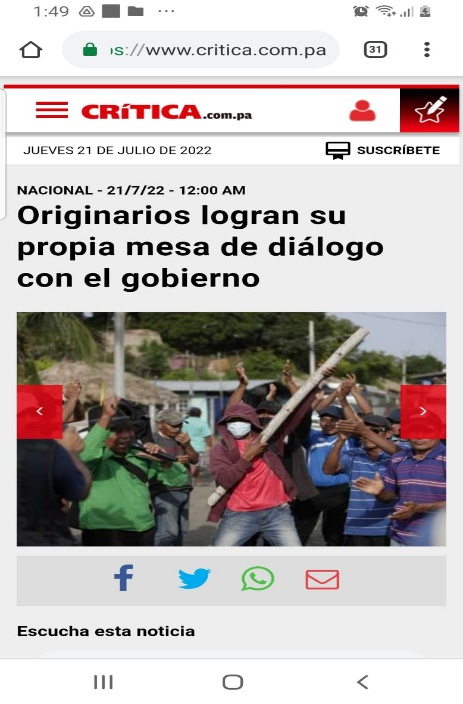 1:49
ɔs://www.critica.com.pa
31
CRÍTICA.com.pa
JUEVES 21 DE JULIO DE 2022
SUSCRÍBETE
NACIONAL - 21/7/22 - 12:00 AM
Originarios logran su
propia mesa de diálogo
con el gobierno
Escucha esta noticia